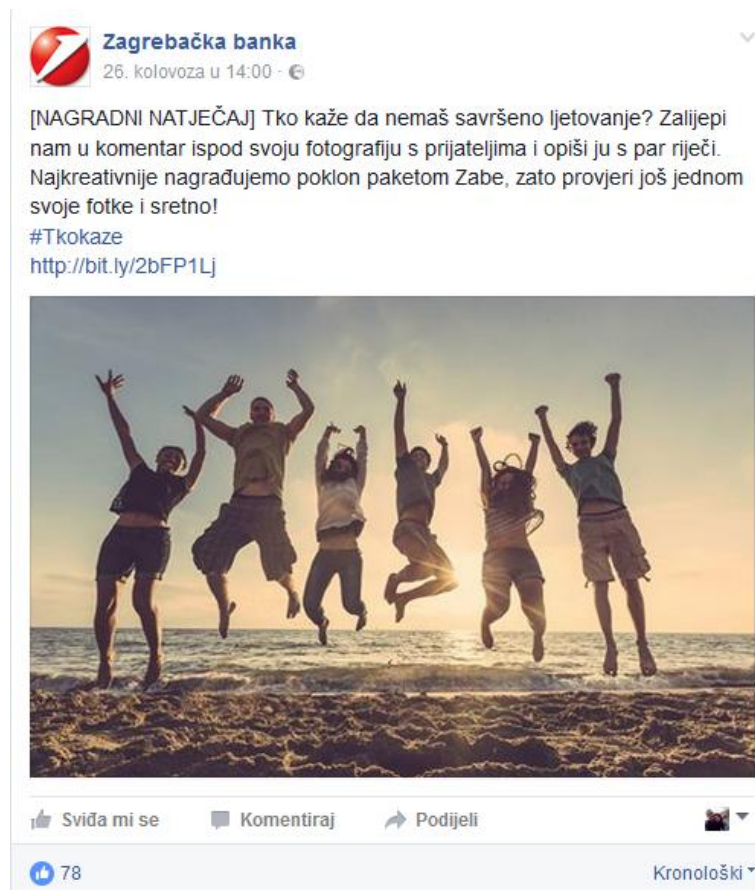 Zagrebačka banka
26. kolovoza u 14:00 ·
[NAGRADNI NATJEČAJ] Tko kaže da nemaš savršeno ljetovanje? Zalijepi
nam u komentar ispod svoju fotografiju s prijateljima i opiši ju s par riječi.
Najkreativnije nagrađujemo poklon paketom Zabe, zato provjeri još jednom
svoje fotke i sretno!
#Tkokaze
http://bit.ly/2bFP1Lj
Sviđa mi se Komentiraj Podijeli
78 Kronološki